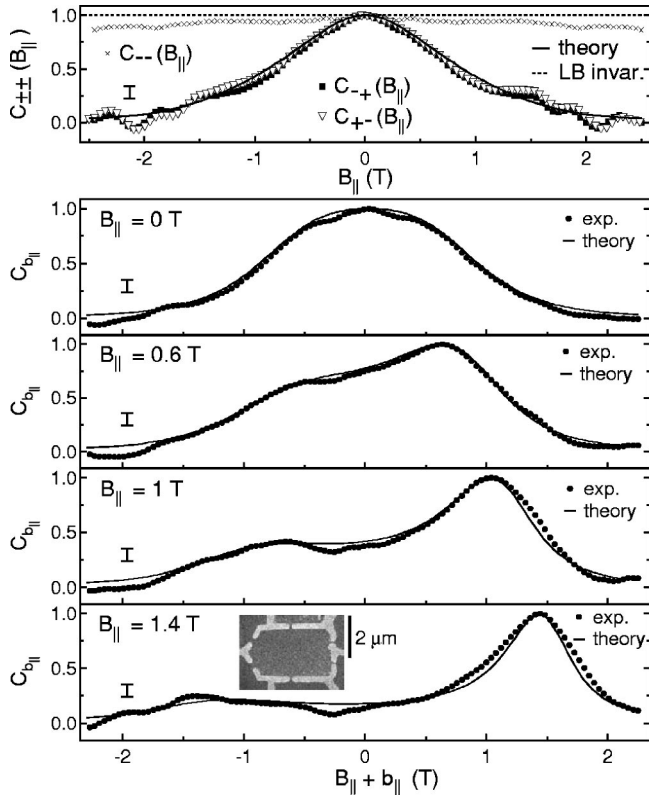 C±± (B||)
1.0
0.5
0.0
C-- (B||)
C-+ (B||)
C+- (B||)
theory
LB invar.
-2
-1
0
1
2
B|| (T)
Cb||
1.0
0.5
0.0
B|| = 0 T
exp.
theory
Cb||
1.0
0.5
0.0
B|| = 0.6 T
exp.
theory
Cb||
1.0
0.5
0.0
B|| = 1 T
exp.
theory
Cb||
1.0
0.5
0.0
B|| = 1.4 T
2 μm
exp.
theory
-2
-1
0
1
2
B|| + b|| (T)